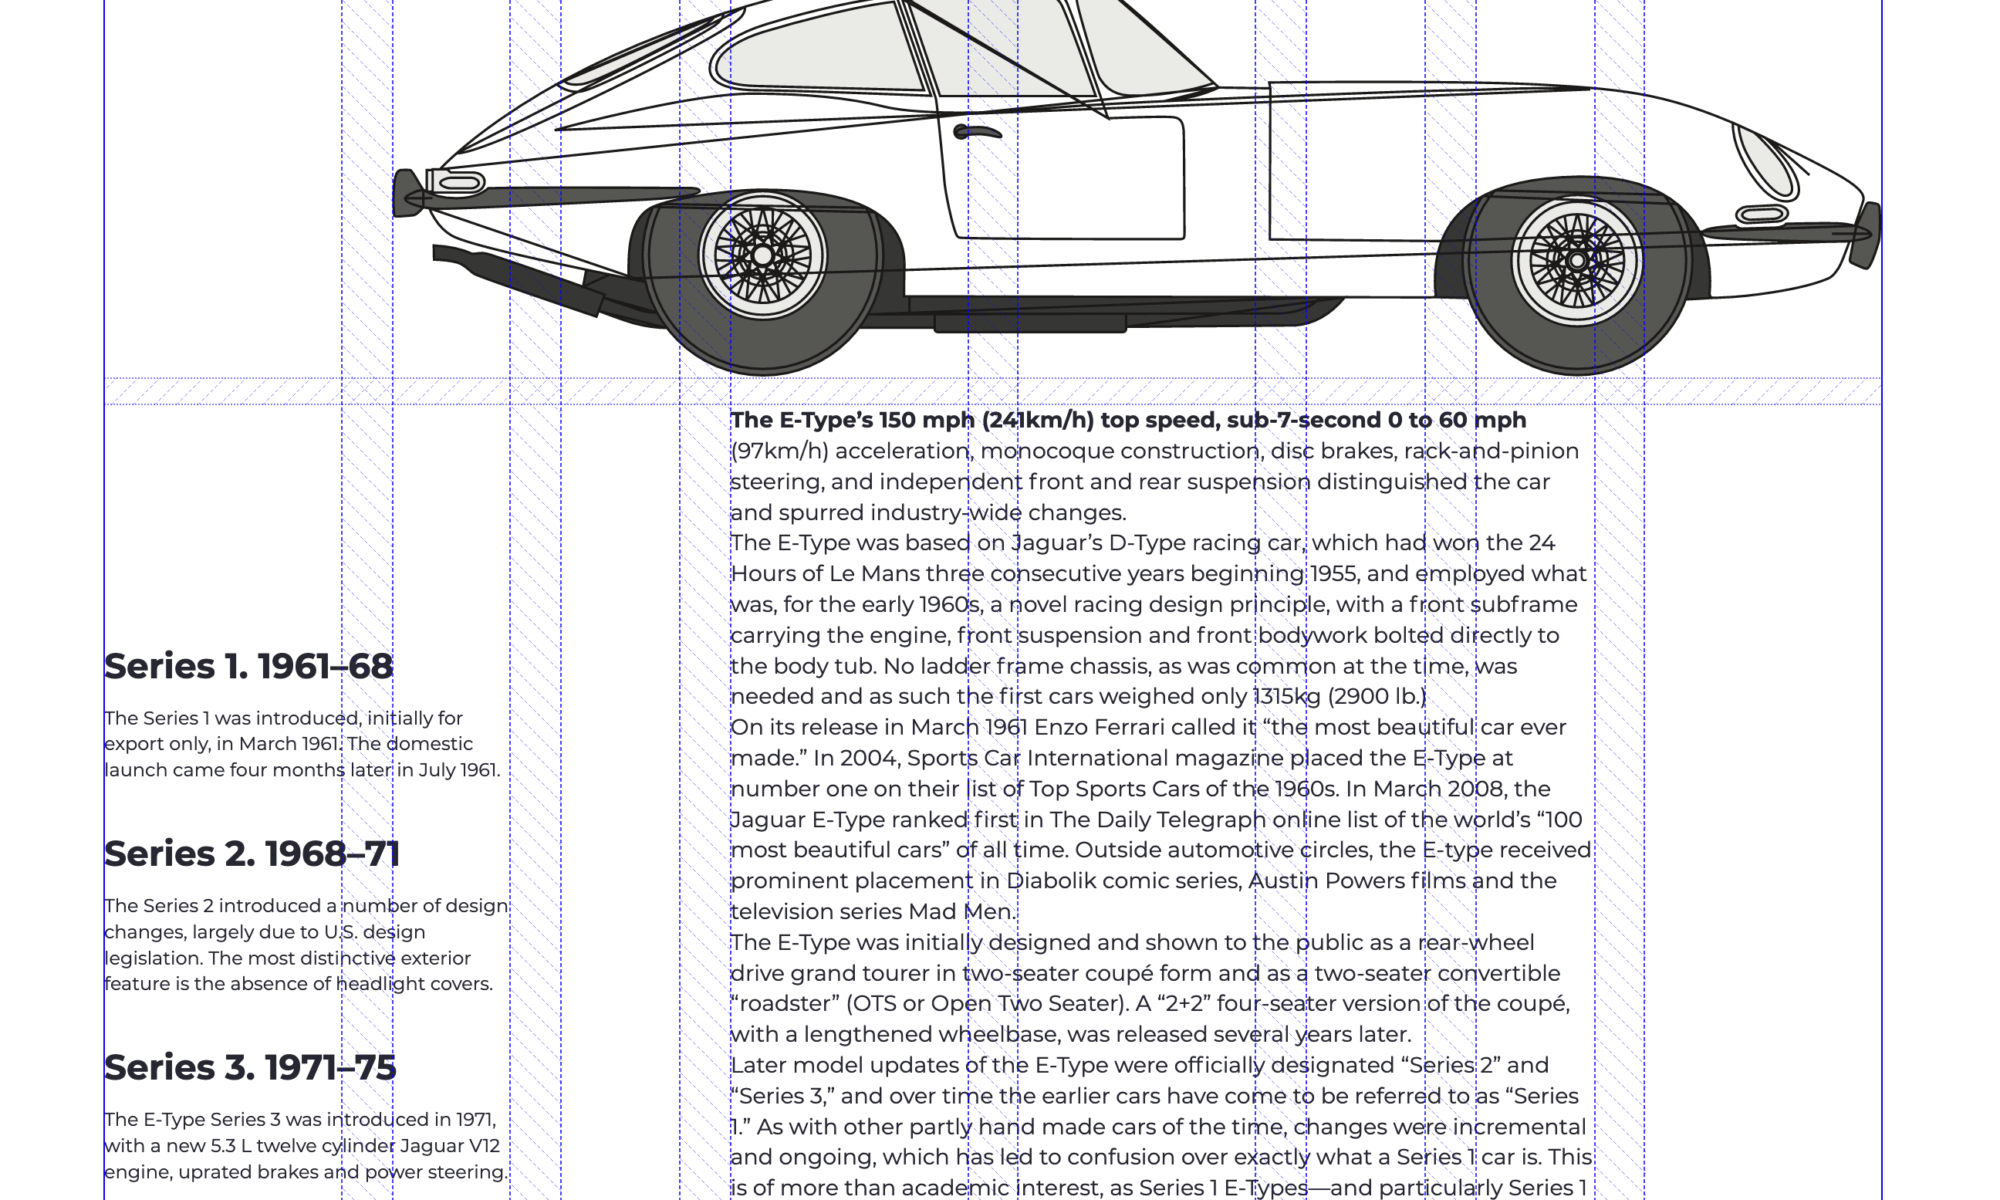 The E-Type’s 150 mph (241km/h) top speed, sub-7-second 0 to 60 mph
(97km/h) acceleration, monocoque construction, disc brakes, rack-and-pinion
steering, and independent front and rear suspension distinguished the car
and spurred industry-wide changes.
The E-Type was based on Jaguar’s D-Type racing car, which had won the 24
Hours of Le Mans three consecutive years beginning 1955, and employed what
was, for the early 1960s, a novel racing design principle, with a front subframe
carrying the engine, front suspension and front bodywork bolted directly to
the body tub. No ladder frame chassis, as was common at the time, was
needed and as such the first cars weighed only 1315kg (2900 lb.)
On its release in March 1961 Enzo Ferrari called it “the most beautiful car ever
made.” In 2004, Sports Car International magazine placed the E-Type at
number one on their list of Top Sports Cars of the 1960s. In March 2008, the
Jaguar E-Type ranked first in The Daily Telegraph online list of the world’s “100
most beautiful cars” of all time. Outside automotive circles, the E-type received
prominent placement in Diabolik comic series, Austin Powers films and the
television series Mad Men.
The E-Type was initially designed and shown to the public as a rear-wheel
drive grand tourer in two-seater coupé form and as a two-seater convertible
“roadster” (OTS or Open Two Seater). A “2+2” four-seater version of the coupé,
with a lengthened wheelbase, was released several years later.
Later model updates of the E-Type were officially designated “Series 2” and
“Series 3,” and over time the earlier cars have come to be referred to as “Series
1.” As with other partly hand made cars of the time, changes were incremental
and ongoing, which has led to confusion over exactly what a Series 1 car is. This
is of more than academic interest, as Series 1 E-Types—and particularly Series 1
Series 1. 1961–68
The Series 1 was introduced, initially for
export only, in March 1961. The domestic
launch came four months later in July 1961.
Series 2. 1968–71
The Series 2 introduced a number of design
changes, largely due to U.S. design
legislation. The most distinctive exterior
feature is the absence of headlight covers.
Series 3. 1971–75
The E-Type Series 3 was introduced in 1971,
with a new 5.3 L twelve cylinder Jaguar V12
engine, uprated brakes and power steering.